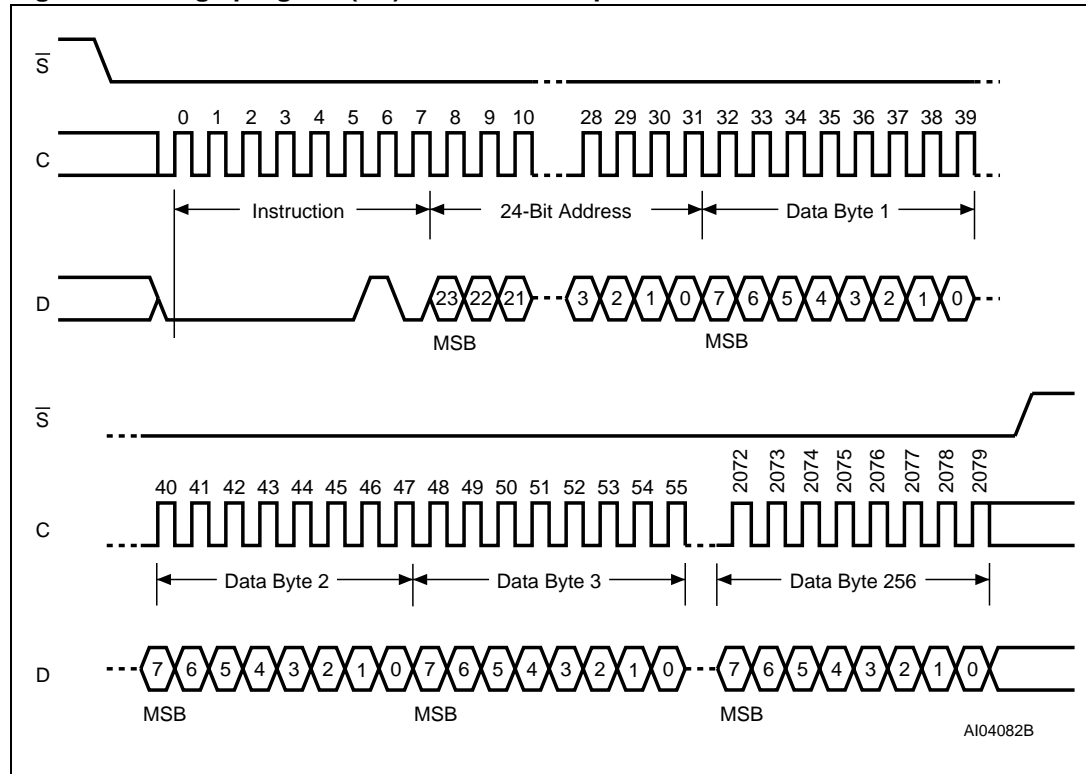 S
0 1 2 3 4 5 6 7 8 9 10 28 29 30 31 32 33 34 35 36 37 38 39
C
Instruction 24-Bit Address Data Byte 1
D 23 22 21 3 2 1 0 7 6 5 4 3 2 1 0
MSB MSB
S
2072 2073 2074 2075 2076 2077 2078 2079
40 41 42 43 44 45 46 47 48 49 50 51 52 53 54 55
C
Data Byte 2 Data Byte 3 Data Byte 256
D 7 6 5 4 3 2 1 0 7 6 5 4 3 2 1 0 7 6 5 4 3 2 1 0
MSB MSB MSB
AI04082B